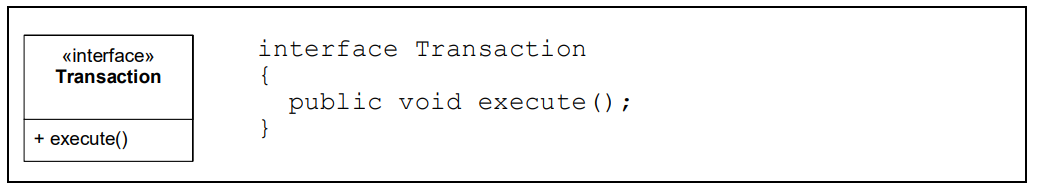 «interface»
Transaction
+ execute()
interface Transaction
{
  public void execute();
}